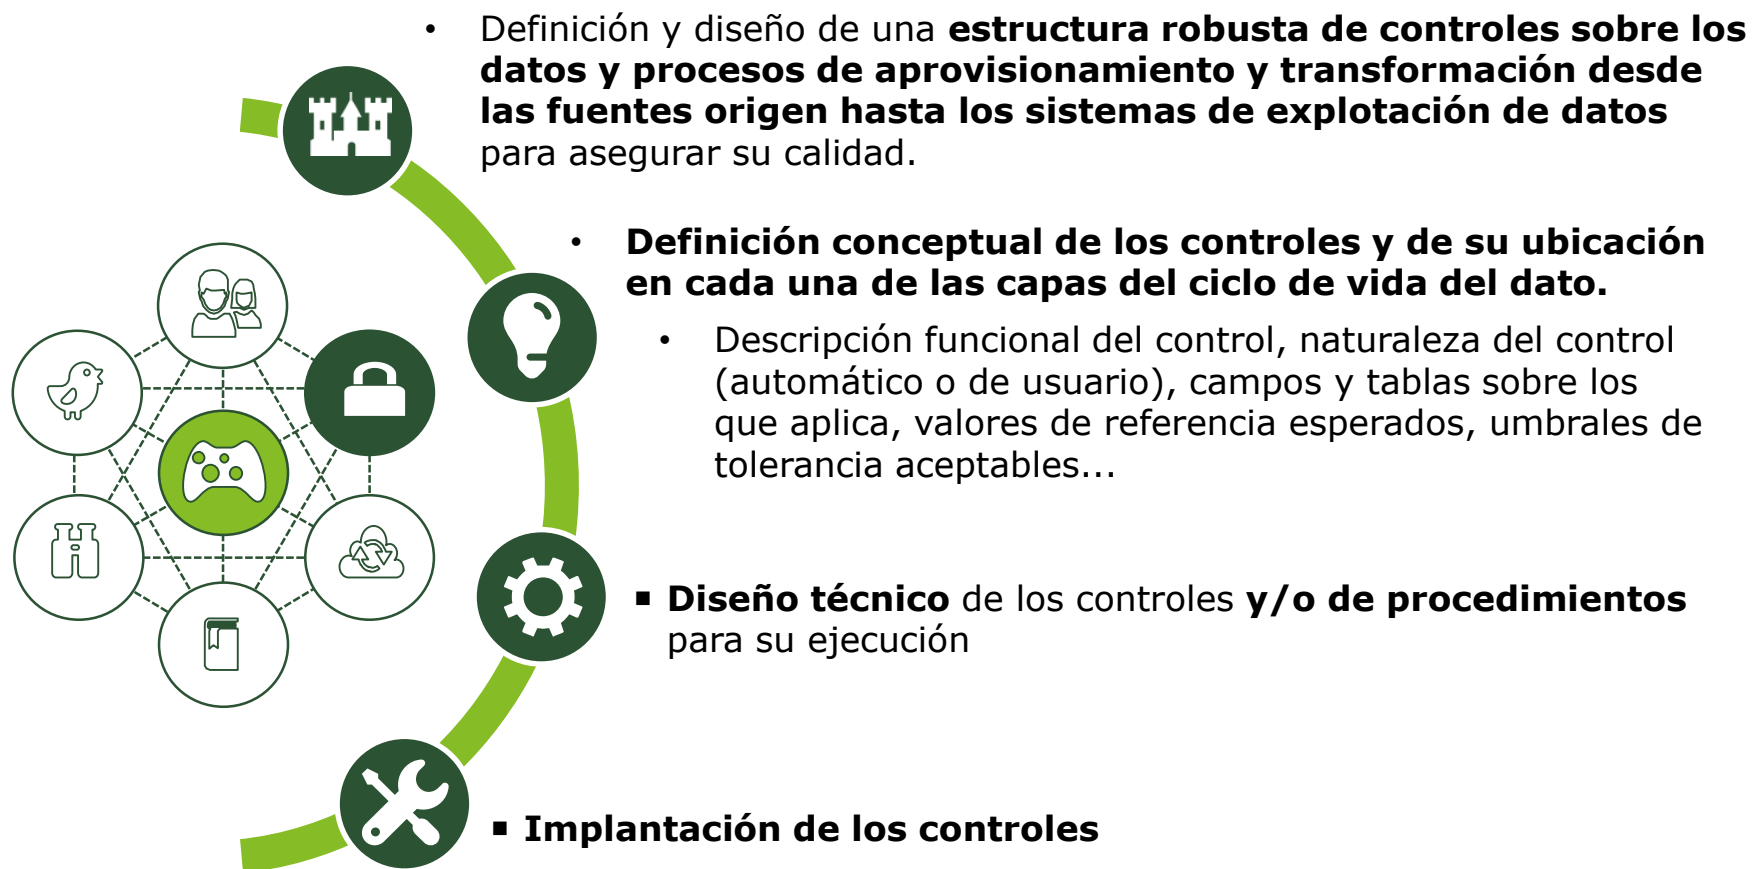 • Definición y diseño de una estructura robusta de controles sobre los
datos y procesos de aprovisionamiento y transformación desde
las fuentes origen hasta los sistemas de explotación de datos
para asegurar su calidad.
• Definición conceptual de los controles y de su ubicación
en cada una de las capas del ciclo de vida del dato.
• Descripción funcional del control, naturaleza del control
(automático o de usuario), campos y tablas sobre los
que aplica, valores de referencia esperados, umbrales de
tolerancia aceptables…
▪ Diseño técnico de los controles y/o de procedimientos
para su ejecución
▪ Implantación de los controles